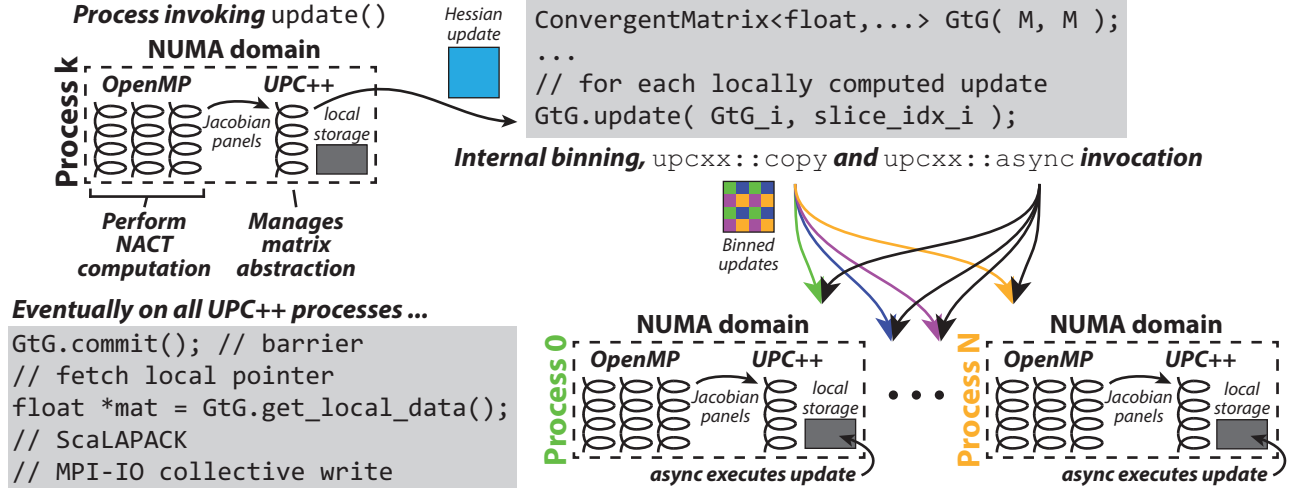 Process invoking update()
NUMA domain
Process k
OpenMP
UPC++
Jacobian
panels
local
storage
Perform
NACT
computation
Manages
matrix
abstraction
Hessian
update
ConvergentMatrix<float,...> GtG( M, M );
...
// for each locally computed update
GtG.update( GtG_i, slice_idx_i );
Internal binning, upcxx::copy and upcxx::async invocation
Binned
updates
Eventually on all UPC++ processes ...
GtG.commit(); // barrier
// fetch local pointer
float *mat = GtG.get_local_data();
// ScaLAPACK
// MPI-IO collective write
NUMA domain
Process 0
OpenMP
UPC++
Jacobian
panels
local
storage
async executes update
NUMA domain
Process N
OpenMP
UPC++
Jacobian
panels
local
storage
async executes update